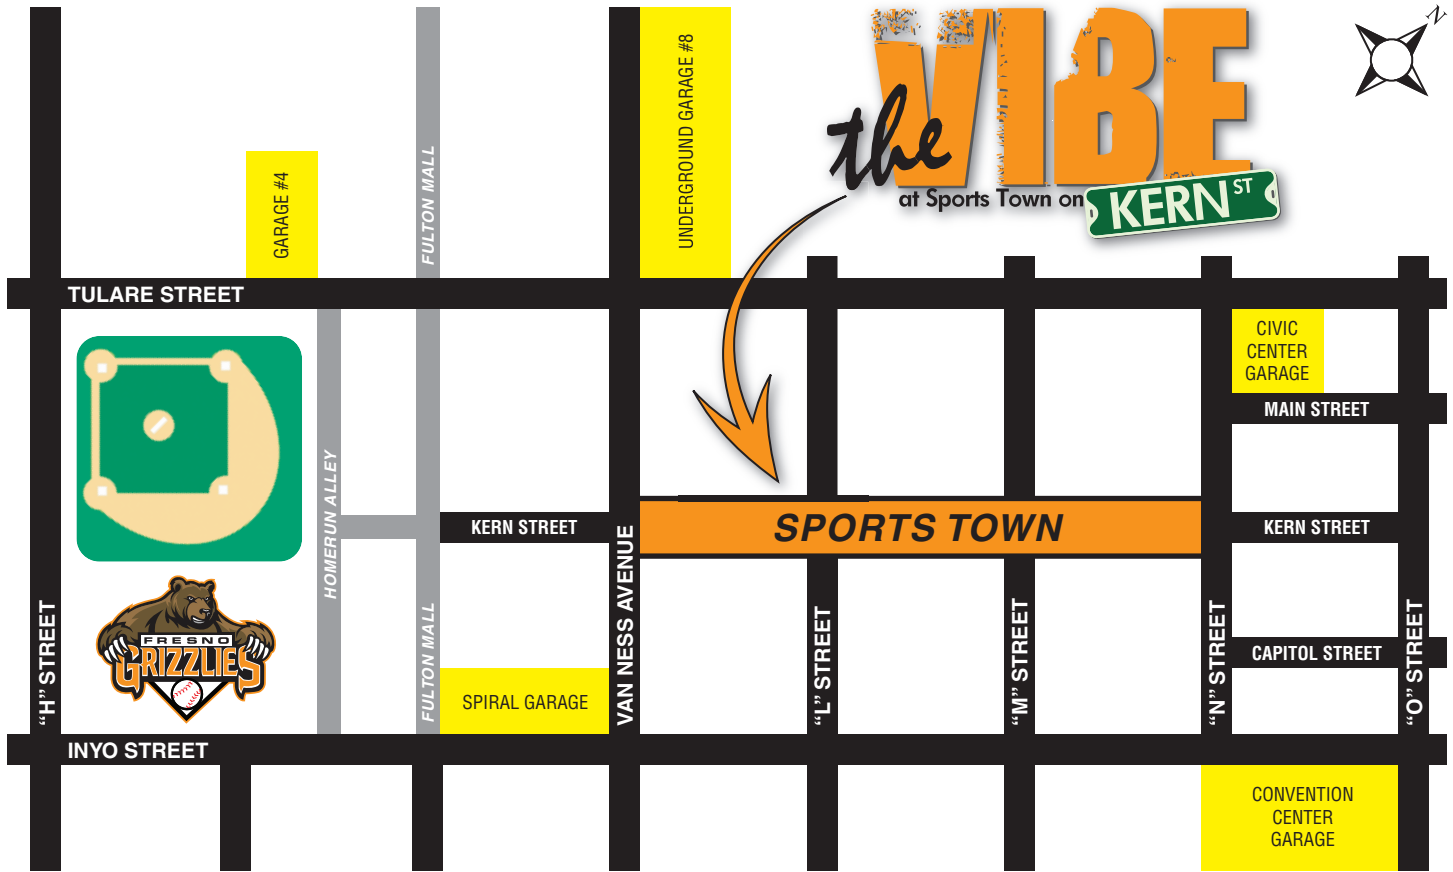 N
the VIBE
at Sports Town on
KERN ST
UNDERGROUND GARAGE #8
GARAGE #4
FULTON MALL
TULARE STREET
CIVIC
CENTER
GARAGE
MAIN STREET
HOMERUN ALLEY
KERN STREET
SPORTS TOWN
KERN STREET
FRESNO
GRIZZLIES
"H" STREET
FULTON MALL
SPIRAL GARAGE
VAN NESS AVENUE
"L" STREET
"M" STREET
"N" STREET
CAPITOL STREET
"O" STREET
INYO STREET
CONVENTION
CENTER
GARAGE